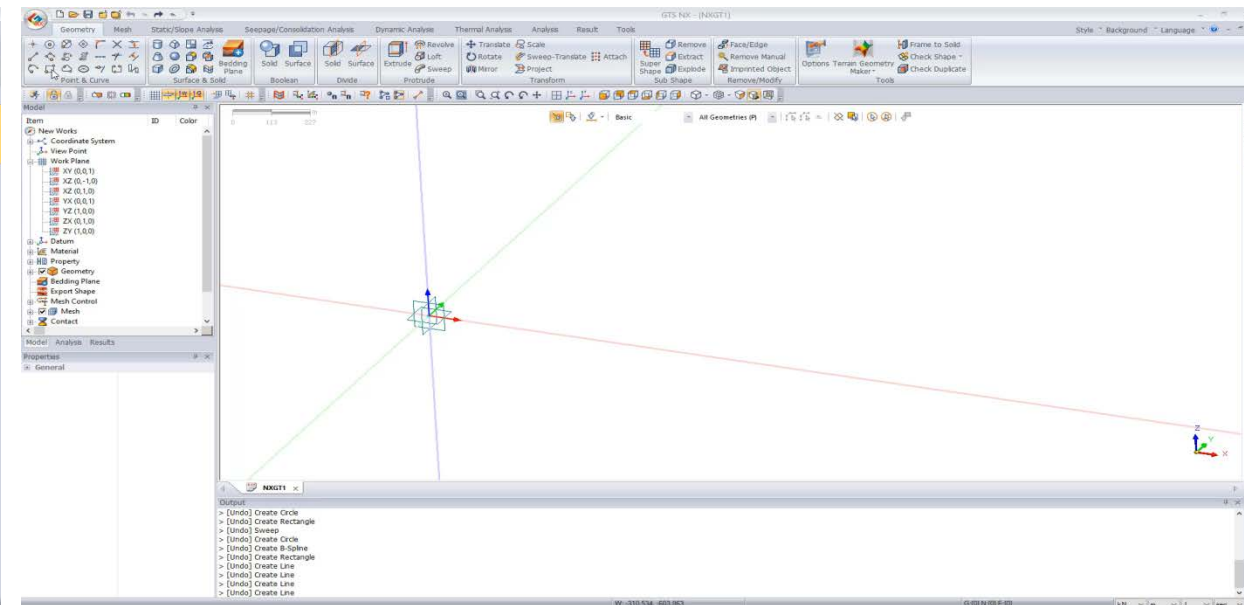 GTS NX - [NXGT1]
Geometry Mesh Static/Slope Analysis Seepage/Consolidation Analysis Dynamic Analysis Thermal Analysis Analysis Result Tools Style Background Language
Revolve Translate Scale Remove Face/Edge Frame to Solid
Bedding Plane Solid Surface Solid Surface Extrude Loft Rotate Sweep-Translate Attach Super Shape Extract Remove Manual Options Terrain Geometry Maker Check Shape
Sweep Mirror Project Explode Imprinted Object Check Duplicate
Point & Curve Surface & Solid Boolean Divide Protrude Transform Sub Shape Remove/Modify Tools
Model
Item ID Color
New Works
Coordinate System
View Point
Work Plane
XY (0,0,1)
XZ (0,-1,0)
XZ (0,1,0)
YX (0,0,1)
YZ (1,0,0)
ZX (0,1,0)
ZY (1,0,0)
Datum
Material
Property
Geometry
Bedding Plane
Export Shape
Mesh Control
Mesh
Contact
Model Analysis Results
Properties
General
m
0 113 227
Basic All Geometries (P)
Z
Y
X
NXGT1
Output
> [Undo] Create Circle
> [Undo] Create Rectangle
> [Undo] Sweep
> [Undo] Create Circle
> [Undo] Create B-Spline
> [Undo] Create Rectangle
> [Undo] Create Line
> [Undo] Create Line
> [Undo] Create Line
> [Undo] Create Line